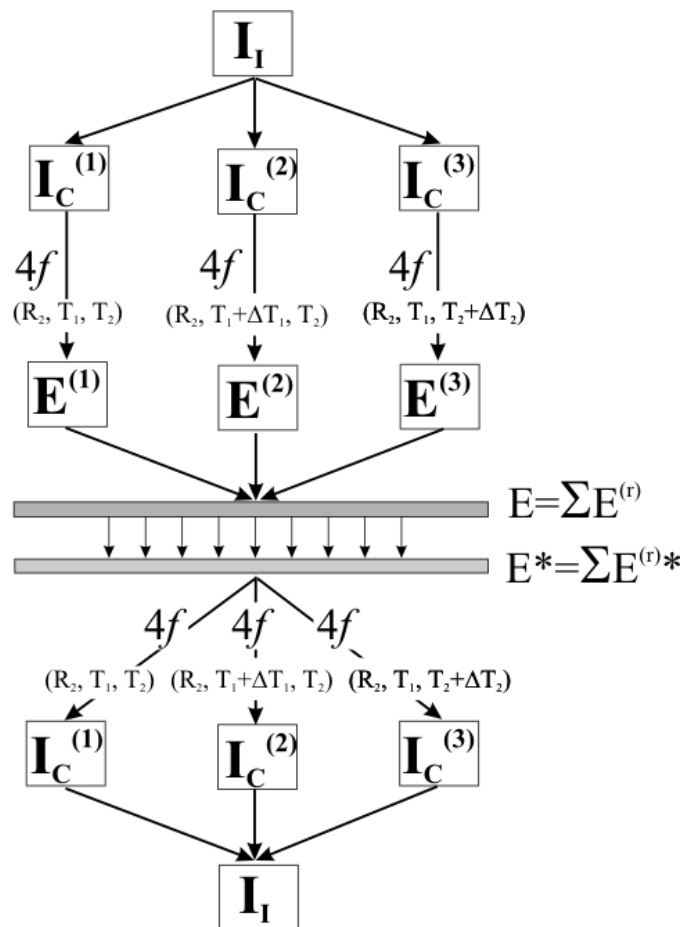 I_I
I_C^(1) I_C^(2) I_C^(3)
4f 4f 4f
(R₂, T₁, T₂) (R₂, T₁+ΔT₁, T₂) (R₂, T₁, T₂+ΔT₂)
E^(1) E^(2) E^(3)
E=ΣE^(r)
E*=ΣE^(r)*
4f 4f 4f
(R₂, T₁, T₂) (R₂, T₁+ΔT₁, T₂) (R₂, T₁, T₂+ΔT₂)
I_C^(1) I_C^(2) I_C^(3)
I_I